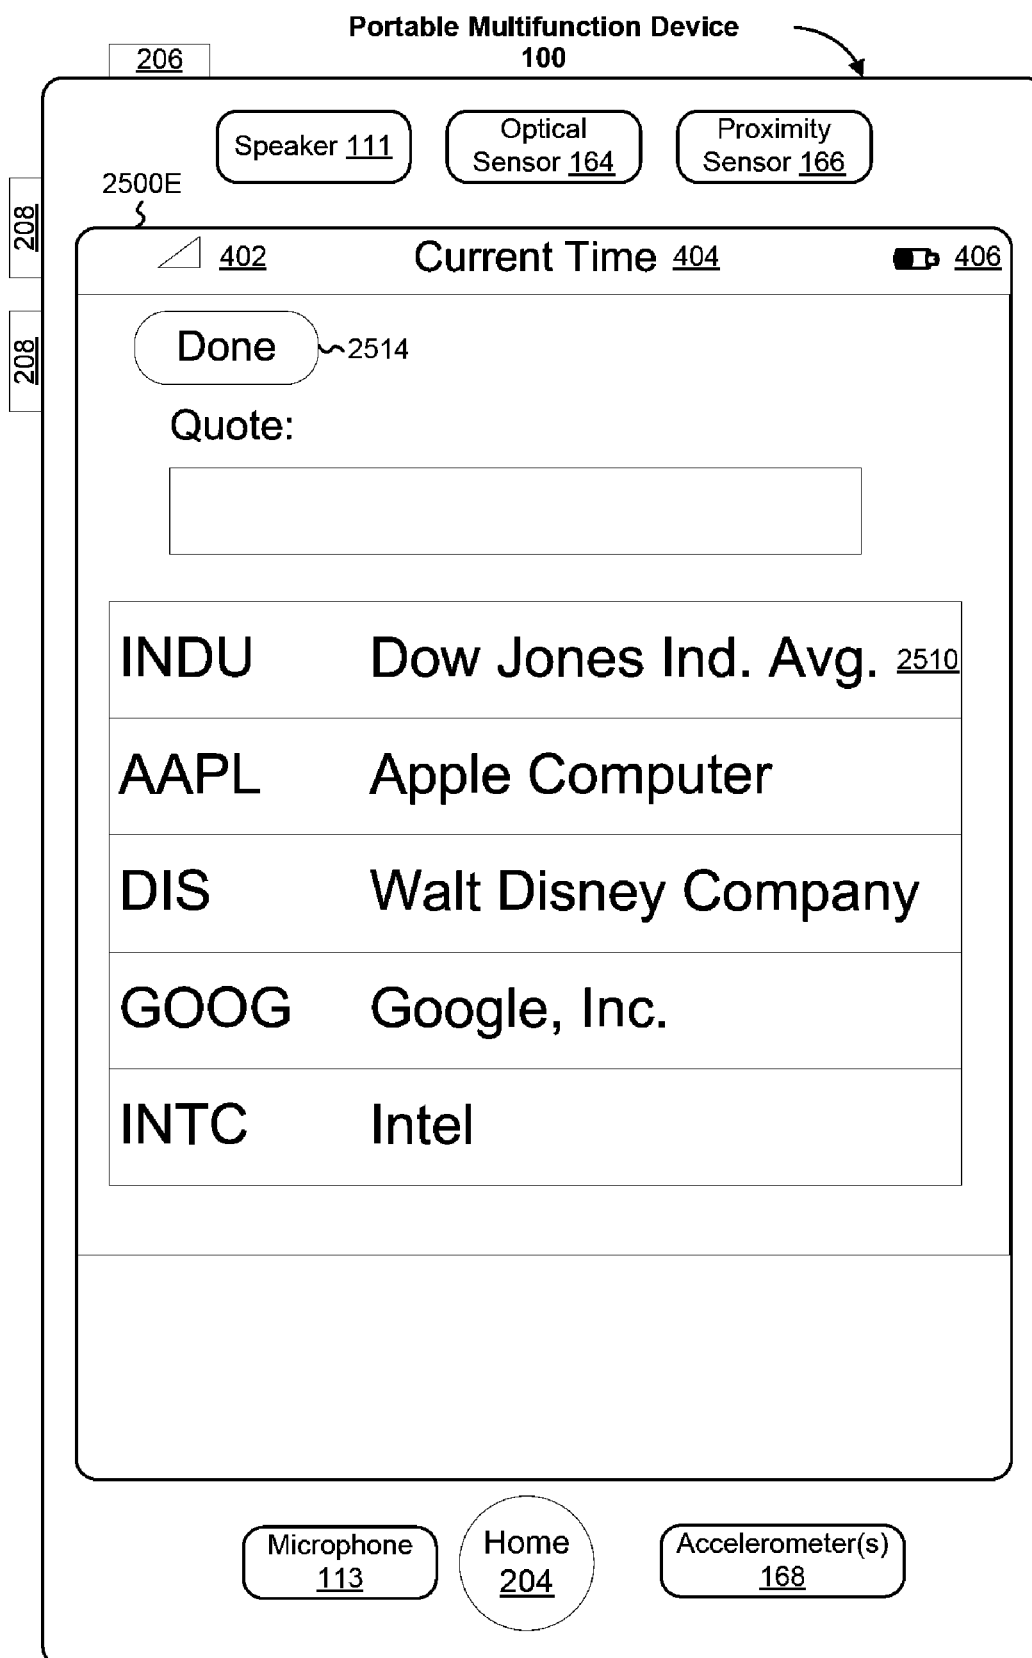 Portable Multifunction Device
100
206
Speaker 111
Optical
Sensor 164
Proximity
Sensor 166
2500E
208
208
402
Current Time 404
406
Done
2514
Quote:
INDU Dow Jones Ind. Avg. 2510
AAPL Apple Computer
DIS Walt Disney Company
GOOG Google, Inc.
INTC Intel
Microphone
113
Home
204
Accelerometer(s)
168